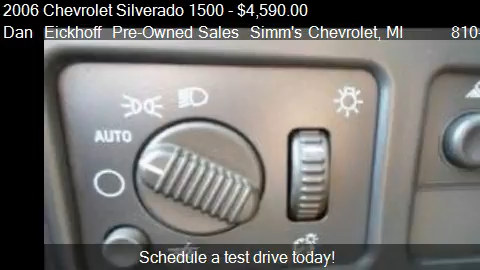 2006 Chevrolet Silverado 1500 - $4,590.00
Dan Eickhoff Pre-Owned Sales Simm's Chevrolet, MI 810-
AUTO
Schedule a test drive today!